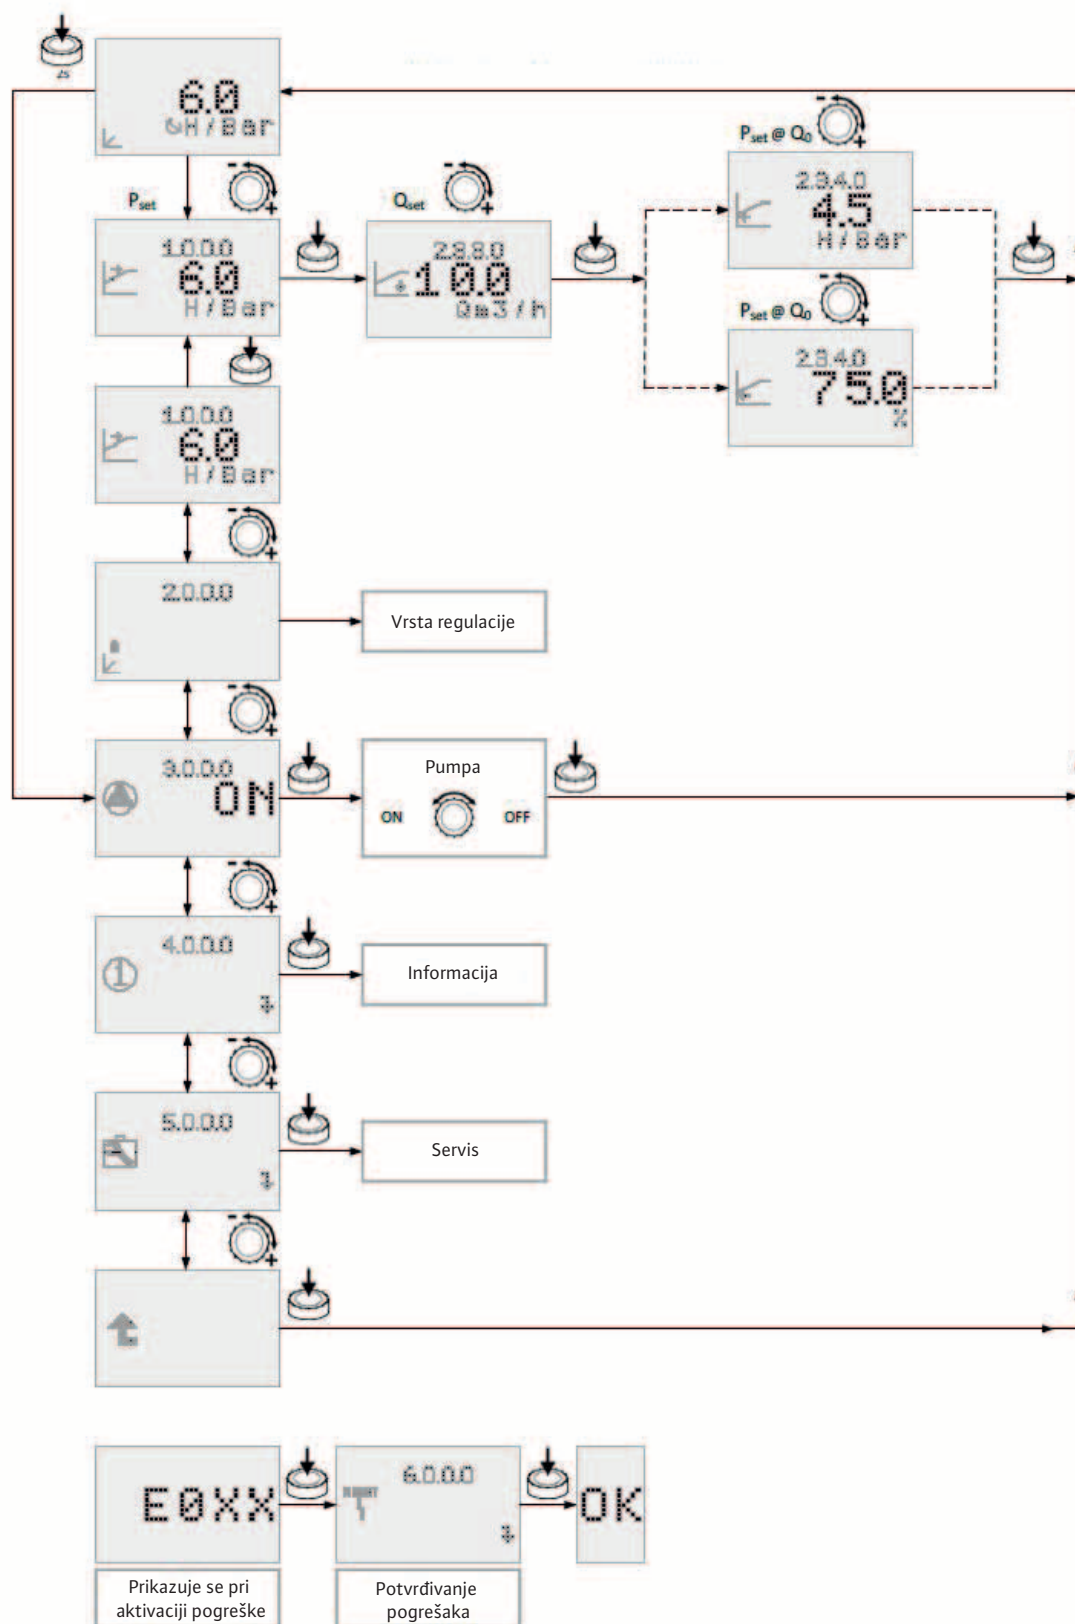 2s
6.0
H/Bar
Pset
1.0.0.0
6.0
H/Bar
Qset
2.3.8.0
10.0
Qm3/h
Pset @ Q0
2.3.4.0
4.5
H/Bar
Pset @ Q0
2.3.4.0
75.0
%
1.0.0.0
6.0
H/Bar
2.0.0.0
Vrsta regulacije
3.0.0.0
ON
Pumpa
ON OFF
4.0.0.0
Informacija
5.0.0.0
Servis
E0XX
6.0.0.0
OK
Prikazuje se pri
aktivaciji pogreške
Potvrđivanje
pogrešaka